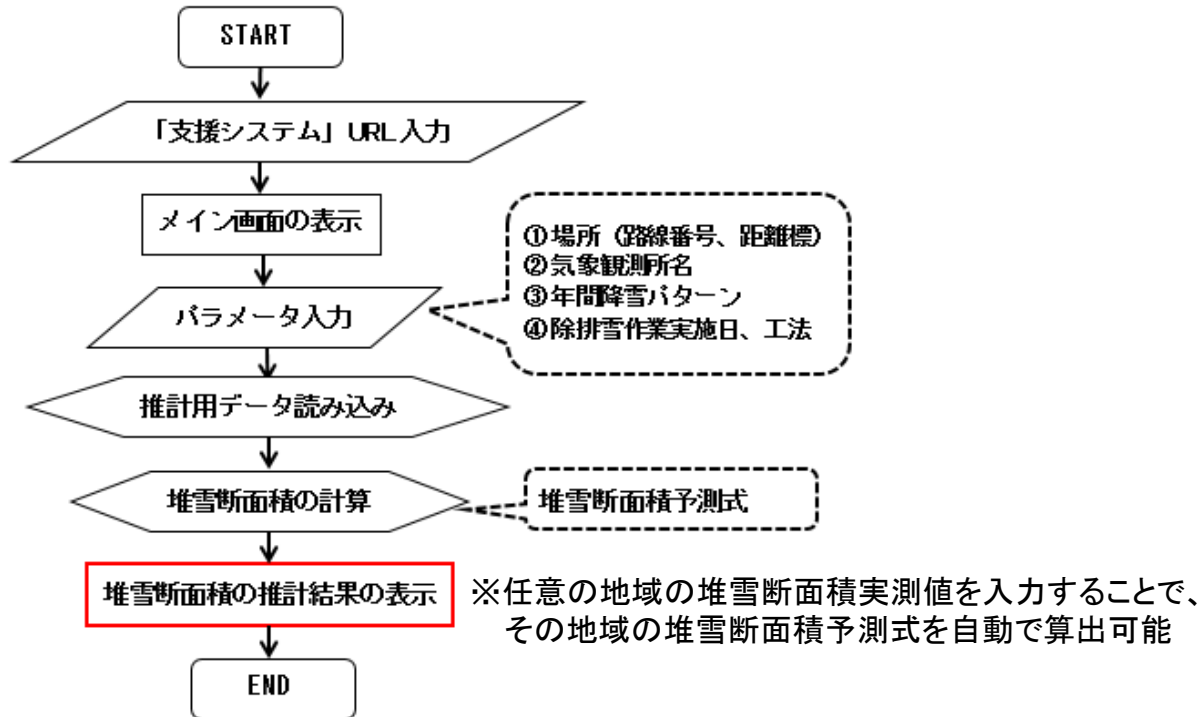 START
「支援システム」URL入力
メイン画面の表示
パラメータ入力
①場所（路線番号、距離標）
②気象観測所名
③年間降雪パターン
④除排雪作業実施日、工法
推計用データ読み込み
堆雪断面積の計算
堆雪断面積予測式
堆雪断面積の推計結果の表示
※任意の地域の堆雪断面積実測値を入力することで、
その地域の堆雪断面積予測式を自動で算出可能
END